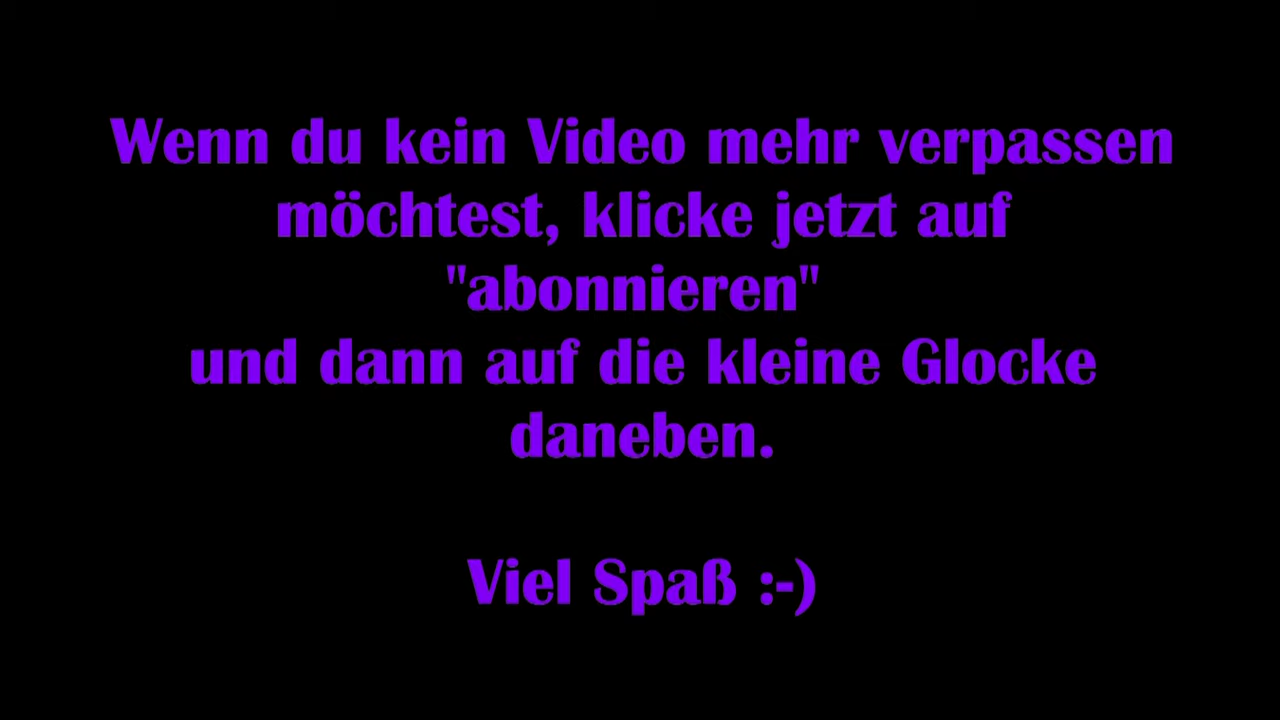 Wenn du kein Video mehr verpassen
möchtest, klicke jetzt auf
"abonnieren"
und dann auf die kleine Glocke
daneben.
Viel Spaß :-)